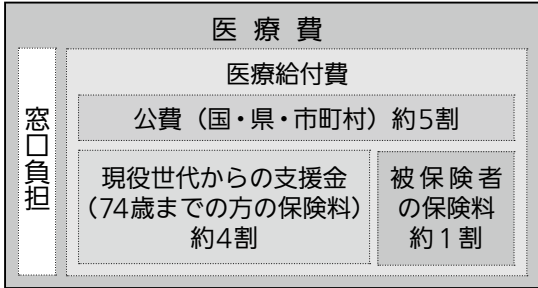 医療費
窓口負担
医療給付費
公費（国・県・市町村）約5割
現役世代からの支援金
（74歳までの方の保険料）
約4割
被保険者
の保険料
約1割